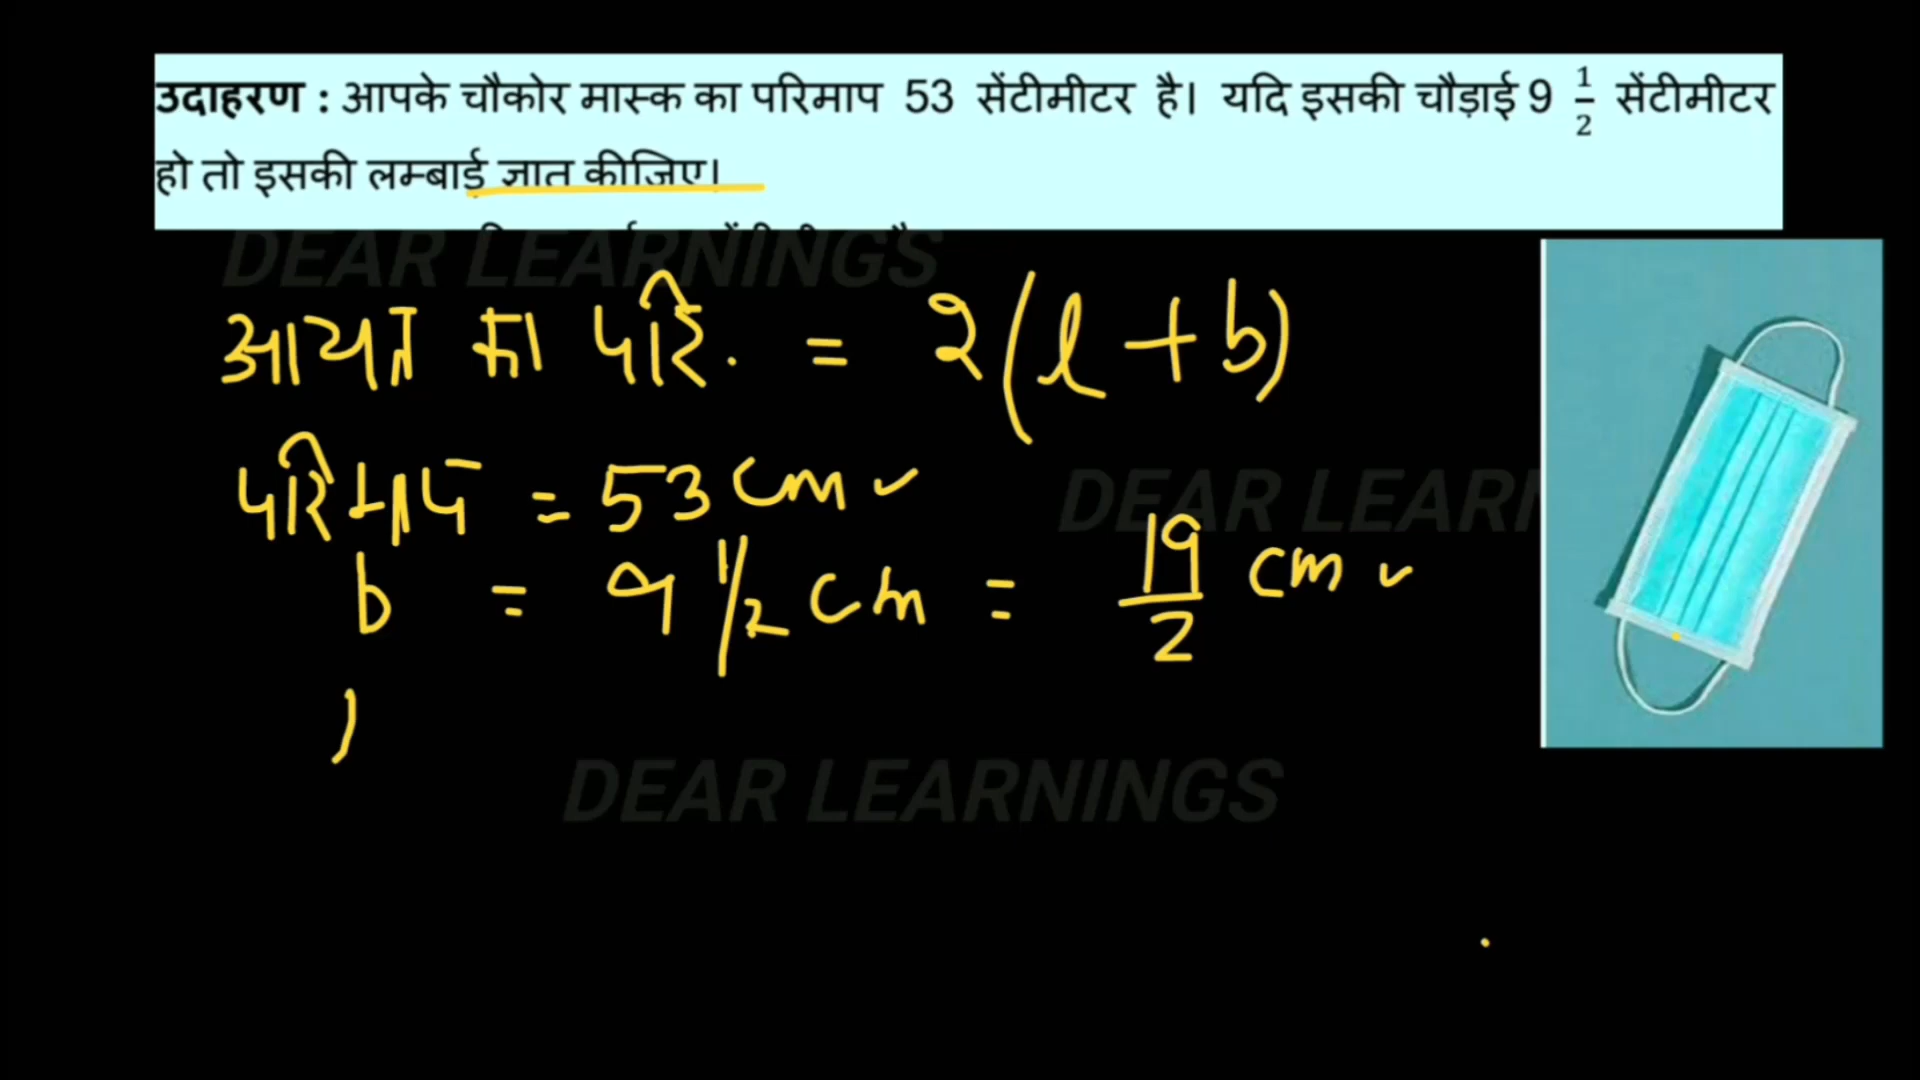 उदाहरण : आपके चौकोर मास्क का परिमाप 53 सेंटीमीटर है। यदि इसकी चौड़ाई 9 1/2 सेंटीमीटर
हो तो इसकी लम्बाई ज्ञात कीजिए।
DEAR LEARNINGS
आयत का परि. = 2(l + b)
परिमाप = 53 cm
DEAR LEARN
b = 9 1/2 cm = 19/2 cm
DEAR LEARNINGS